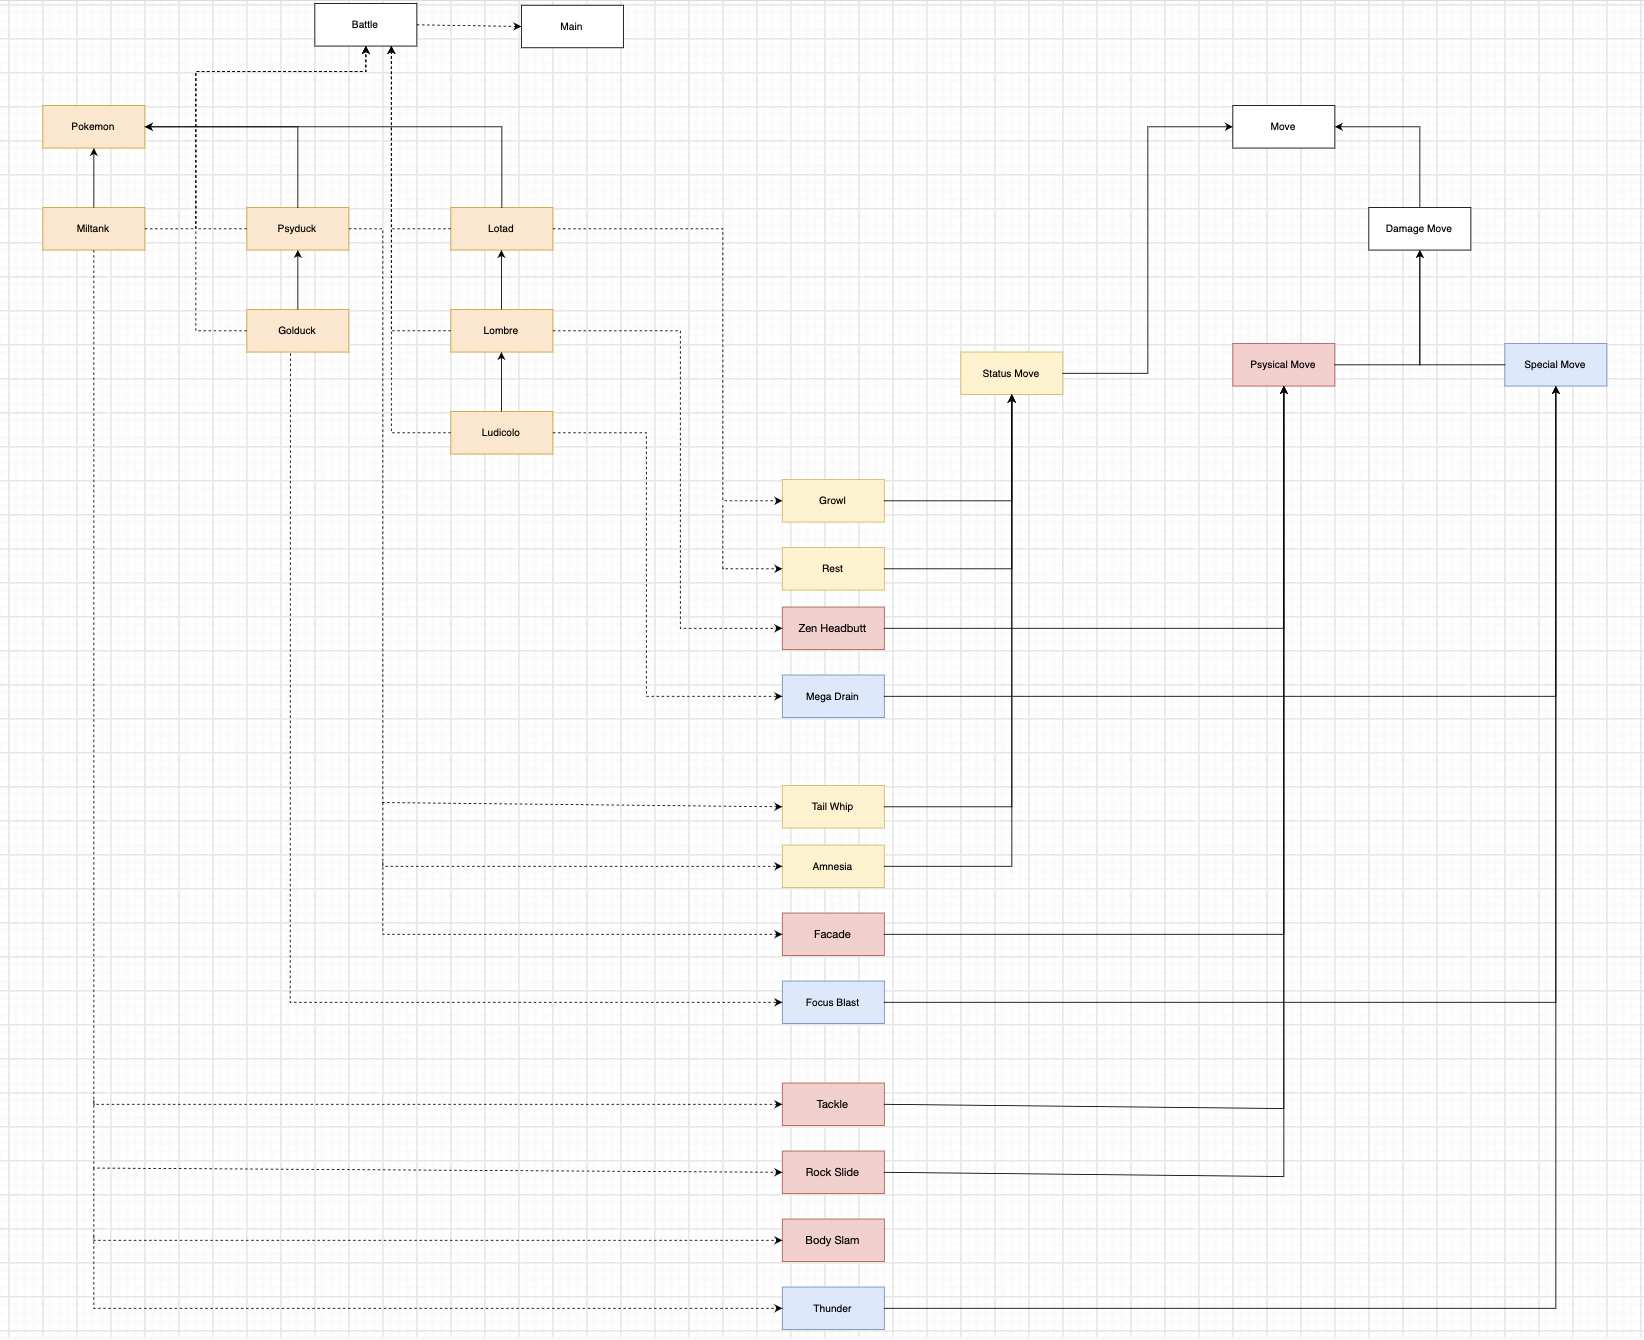 Battle
Main
Pokemon
Move
Miltank
Psyduck
Lotad
Damage Move
Golduck
Lombre
Status Move
Psysical Move
Special Move
Ludicolo
Growl
Rest
Zen Headbutt
Mega Drain
Tail Whip
Amnesia
Facade
Focus Blast
Tackle
Rock Slide
Body Slam
Thunder